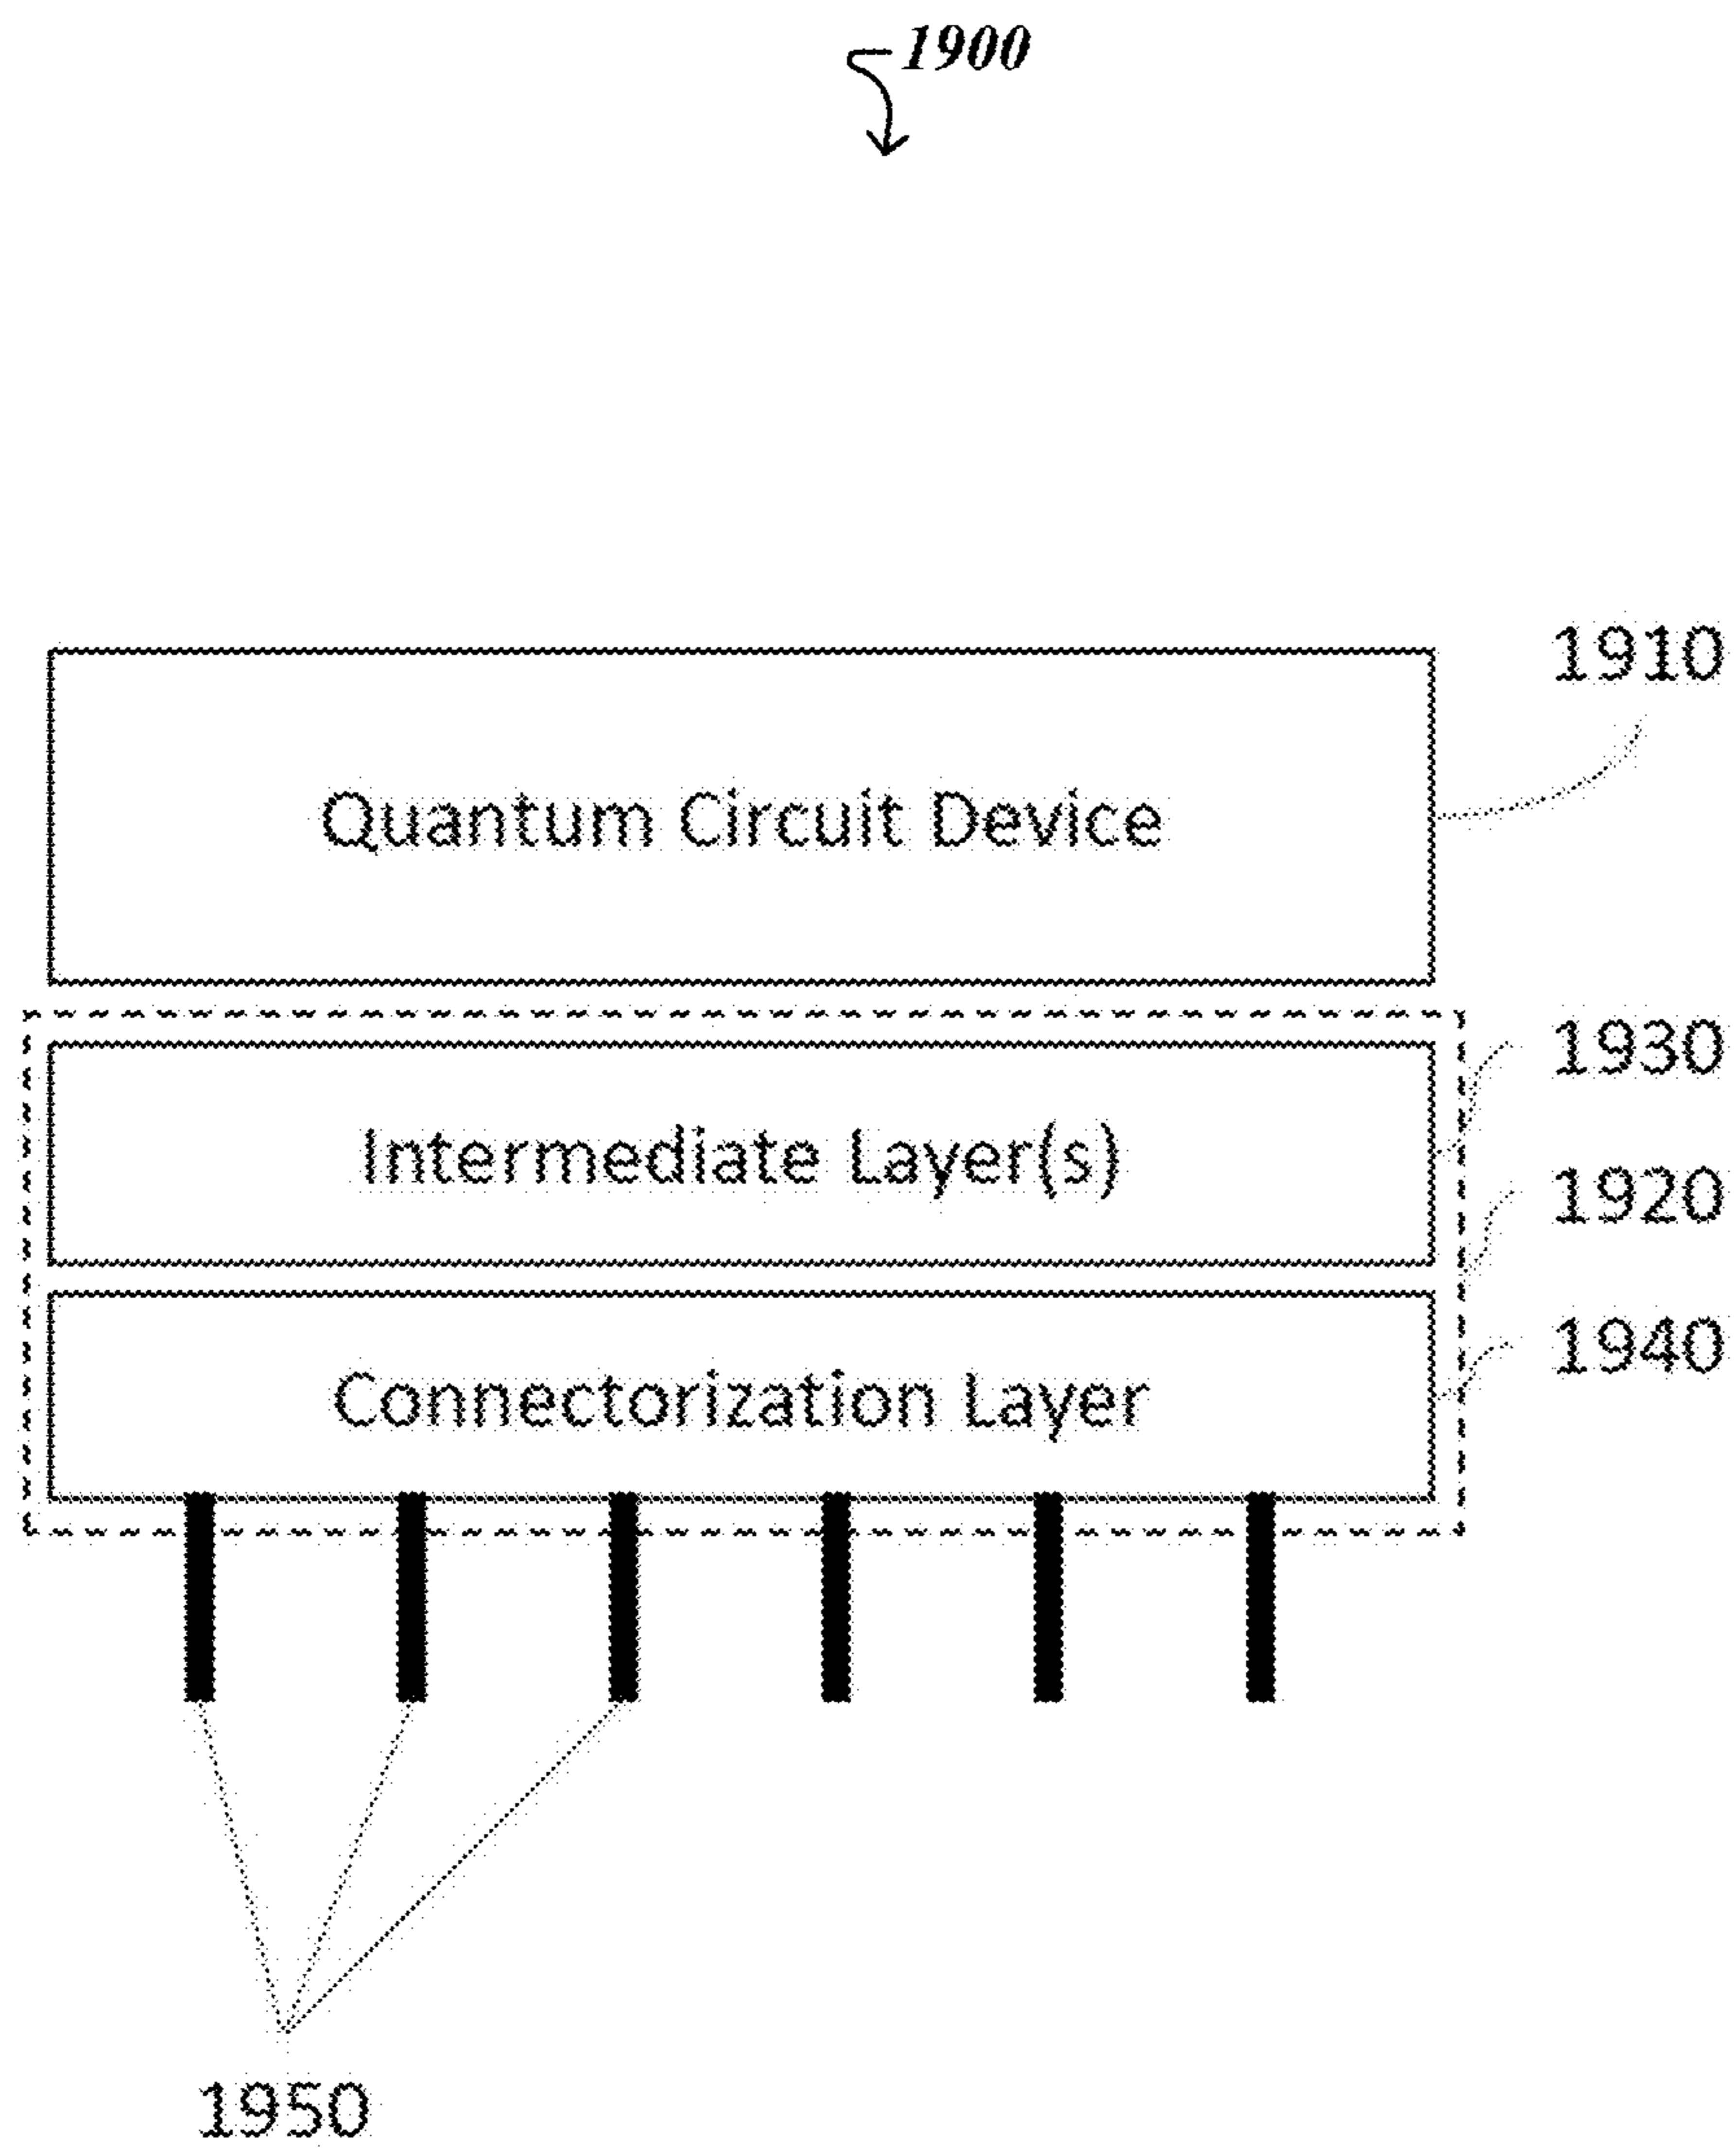 1900
1910
Quantum Circuit Device
1930
Intermediate Layer(s)
1920
1940
Connectorization Layer
1950